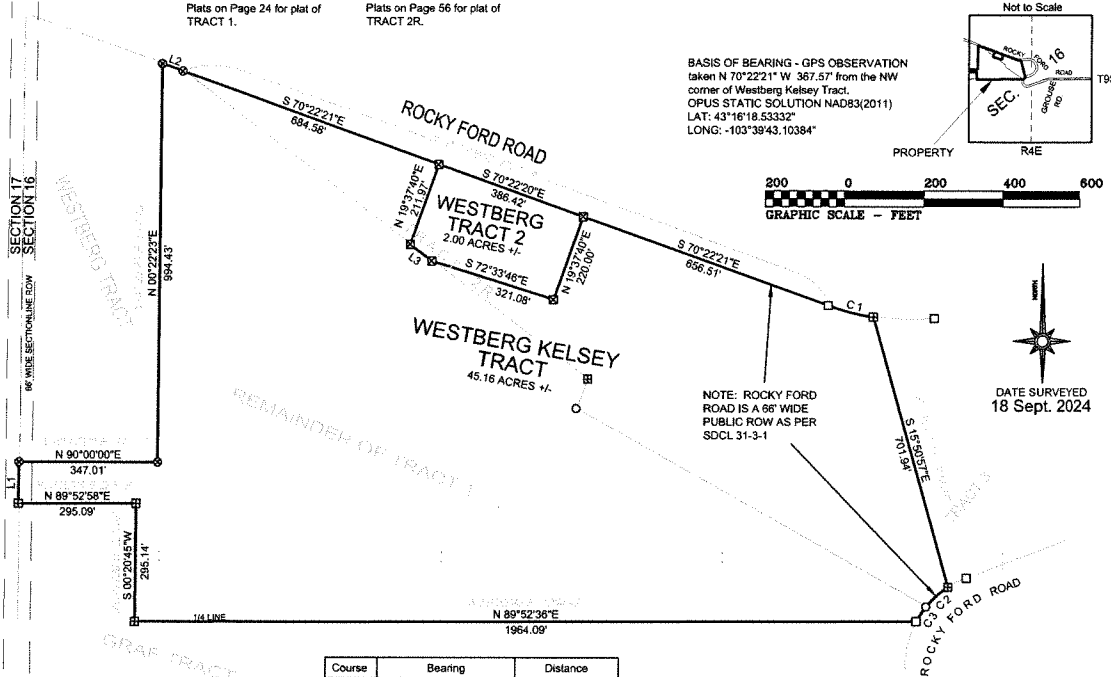 Plats on Page 24 for plat of
TRACT 1.
Plats on Page 56 for plat of
TRACT 2R.
Not to Scale
ROCKY
FORD
16
ROAD
SEC.
GROUSE
RD
R4E
PROPERTY
BASIS OF BEARING - GPS OBSERVATION
taken N 70°22'21" W 367.57' from the NW
corner of Westberg Kelsey Tract.
OPUS STATIC SOLUTION NAD83(2011)
LAT: 43°16'18.53332"
LONG: -103°39'43.10384"
200 0 200 400 600
GRAPHIC SCALE - FEET
NORTH
DATE SURVEYED
18 Sept. 2024
L2
S 70°22'21"E
684.58'
ROCKY FORD ROAD
S 70°22'20"E
386.42'
N 19°37'40"E
211.97'
WESTBERG
TRACT 2
2.00 ACRES +/-
N 19°37'40"E
220.00'
L3
S 72°33'46"E
321.08'
S 70°22'21"E
656.51'
C1
SECTION 17
SECTION 16
66' WIDE SECTIONLINE ROW
WESTBERG TRACT
N 00°22'23"E
994.43'
WESTBERG KELSEY
TRACT
45.16 ACRES +/-
NOTE: ROCKY FORD
ROAD IS A 66' WIDE
PUBLIC ROW AS PER
SDCL 31-3-1
S 15°50'57"E
701.94'
REMAINDER OF TRACT 1
TRACT 3
N 90°00'00"E
347.01'
L1
N 89°52'58"E
295.09'
S 00°20'45"W
295.14'
1/4 LINE
N 89°52'36"E
1964.09'
C2
C3
ROCKY FORD ROAD
GRAF TRACT
Course Bearing Distance